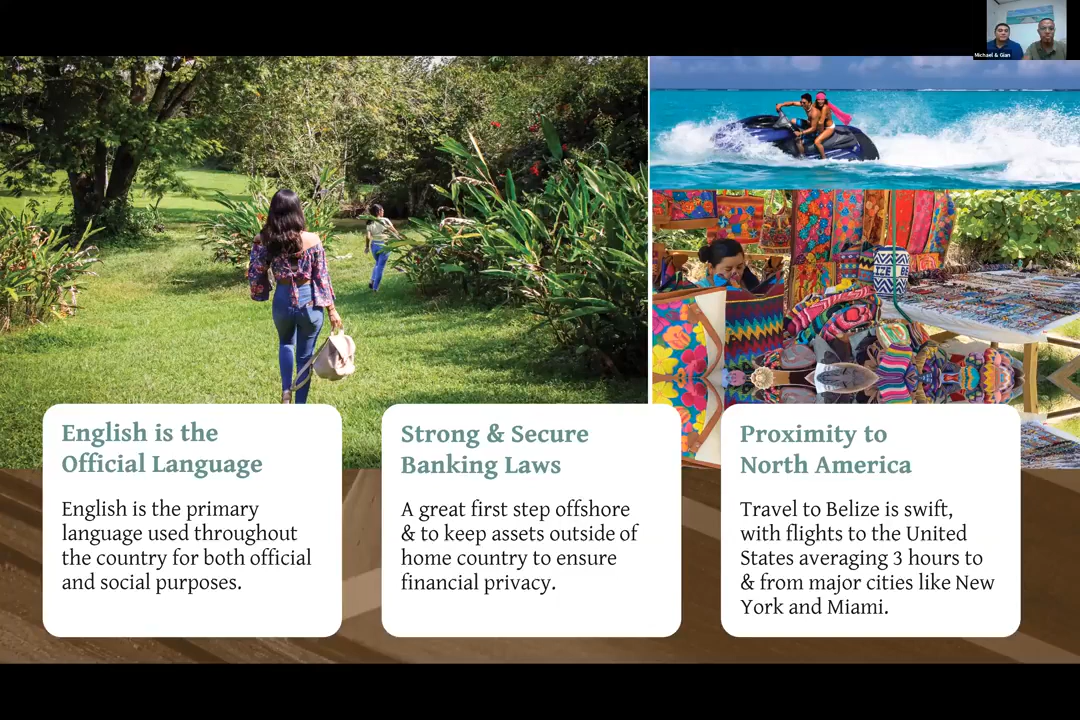 Michael & Gian
IZE BE
English is the
Official Language
English is the primary
language used throughout
the country for both official
and social purposes.
Strong & Secure
Banking Laws
A great first step offshore
& to keep assets outside of
home country to ensure
financial privacy.
Proximity to
North America
Travel to Belize is swift,
with flights to the United
States averaging 3 hours to
& from major cities like New
York and Miami.